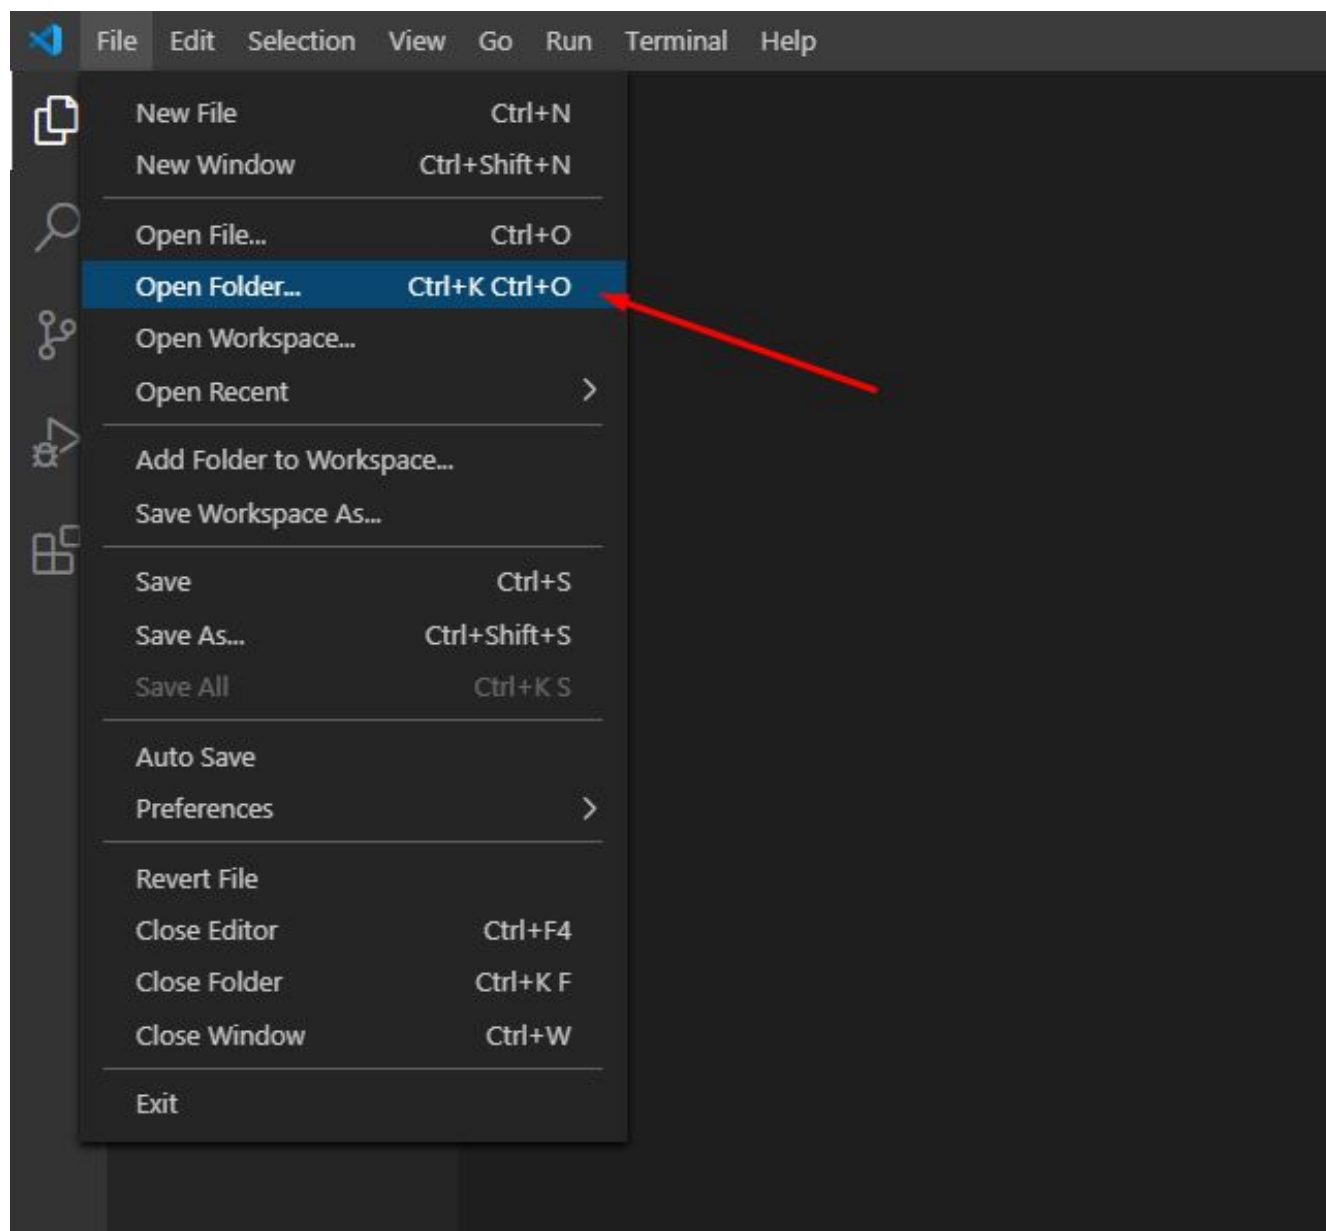 File Edit Selection View Go Run Terminal Help
New File Ctrl+N
New Window Ctrl+Shift+N
Open File... Ctrl+O
Open Folder... Ctrl+K Ctrl+O
Open Workspace...
Open Recent
Add Folder to Workspace...
Save Workspace As...
Save Ctrl+S
Save As... Ctrl+Shift+S
Save All Ctrl+K S
Auto Save
Preferences
Revert File
Close Editor Ctrl+F4
Close Folder Ctrl+K F
Close Window Ctrl+W
Exit